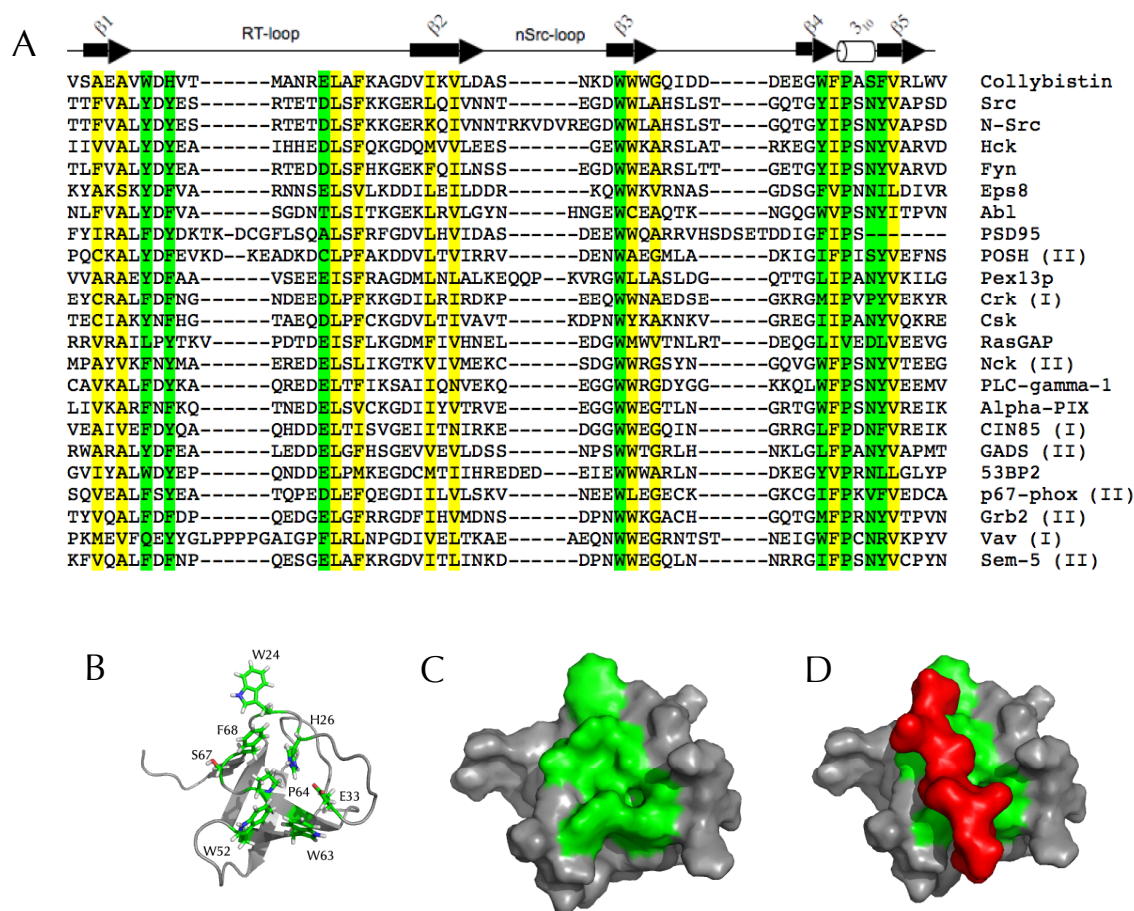 A
β1 RT-loop β2 nSrc-loop β3 β4 3₁₀ β5
VSAEAVWDHVT------MANRELAFKAGDVIKVLDAS------NKDWWWGQIDD-----DEEGWFPASFVRLWV Collybistin
TTFVALYDYES------RTETDLSFKKGERLQIVNNT------EGDWWLAHSLST----GQTGYIPSNYVAPSD Src
TTFVALYDYES------RTETDLSFKKGERKQIVNNTRKVDVREGDWWLAHSLST----GQTGYIPSNYVAPSD N-Src
IIVVALYDYEA------IHHEDLSFQKGDQMVVLEES------GEWWKARSLAT----RKEGYIPSNYVARVD Hck
TLFVALYDYEA------RTEDDLSFHKGEKFQILNSS------EGDWWEARSLTT----GETGYIPSNYVAPVD Fyn
KYAKSKYDFVA------RNNSELSVLKDDILEILDDR------KQWWKVRNAS-----GDSGFVPNNILDIVR Eps8
NLFVALYDFVA------SGDNTLSITKGEKLRVLGYN------HNGEWCEAQTK-----NGQGWVPSNYITPVN Abl
FYIRALFDYDKTK-DCGFLSQALSFRFGDVLHVIDAS------DEEWWQARRVHSDSETDDIGFIPS------- PSD95
PQCKALYDFEVKD-KEADKDCLPFAKDDVLTVIRRV------DENWAEGMLA------DKIGIFPISYVEFNS POSH (II)
VVARAEYDFAA------VSEEEISFRAGDMLNLALKEQQP-KVRGWLLASLDG-----QTTGLIPANYVKILG Pex13p
EYCRALFDFNG------NDEEDLPFKKGDILRIRDKP------EEQWWNAEDSE-----GKRGMIPVPYVEKYR Crk (I)
TECIAKYNFHG------TAEQDLPFCKGDVLTIVAVT------KDPNWYKAKNKV----GREGIIPANYVQKRE Csk
RRVRAILPYTKV-----PDTDEISFLKGDMFIVHNEL------EDGWMWVTNLRT----DEQGLIVEDLVEEVG RasGAP
MPAYVKFNYMA------EREDELSLIKGTKVIVMEKC------SDGWWRGSYN-----GQVGWFPSNYVTEEG Nck (II)
CAVKALFDYKA------QREDELTFIKSAIIQNVEKQ------EGGWWRGDYGG----KKQLWFPSNYVEEMV PLC-gamma-1
LIVKARFNFKQ------TNEDELSVCKGDIIYVTRVE------EGGWWEGTLN-----GRTGWFPSNYVREIK Alpha-PIX
VEAIVEFDYQA------QHDDELTISVGEIITNIRKE------DGGWWEGQIN-----GRRGLFPDNFVREIK CIN85 (I)
RWARALYDFEA------LEDDELGFHSGEVVEVLDSS------NPSWWTGRLH-----NKLGLFPANYVAPMT GADS (II)
GVIYALWDYEP------QNDDELPMKEGDCMTIIHREDED---EIEWWWARLN-----DKEGYVPRNLLGLYP 53BP2
SQVEALFSYEA------TQPEDLEFQEGDIILVLSKV------NEEWLEGECK-----GKCGIFPKVFVEDCA p67-phox (II)
TYVQALFDFDP------QEDGELGFRRGDFIHVMDNS------DPNWWKGACH-----GQTGMFPRNYVTPVN Grb2 (II)
PKMEVFQEYYGLPPPPGAIGPFLRLNPGDIVELTKAE------AEQNWWEGRNTST---NEIGWFPCNRVKPYV Vav (I)
KFVQALFDFNP------QESGELAFKRGDVITLINKD------DPNWWEGQLN-----NRRGIFPSNYVCPYN Sem-5 (II)
B C D
W24
H26
F68
S67
P64
E33
W52
W63